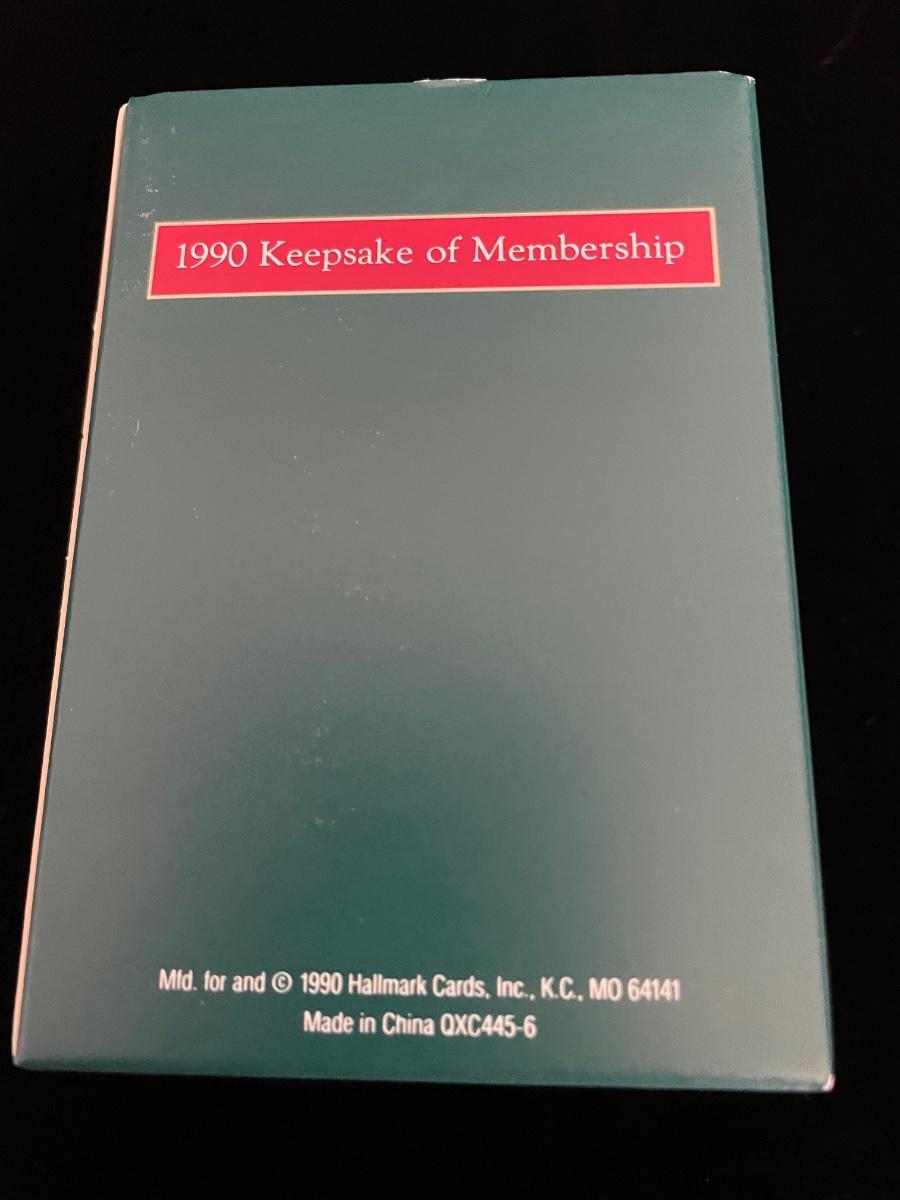 1990 Keepsake of Membership
Mfd. for and © 1990 Hallmark Cards, Inc., K.C., MO 64141
Made in China QXC445-6